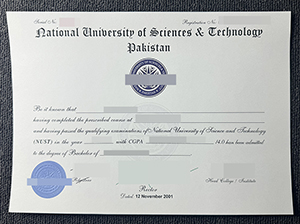 Serial No.
Registration No.
National University of Sciences & Technology
Pakistan
Be it known that
having completed the prescribed course in
and having passed the qualifying examinations of National University of Science and Technology
(NUST) in the year with CGPA /4.0 has been admitted
to the degree of Bachelor of
Rector
Head College / Institute
Dated: 12 November 2001